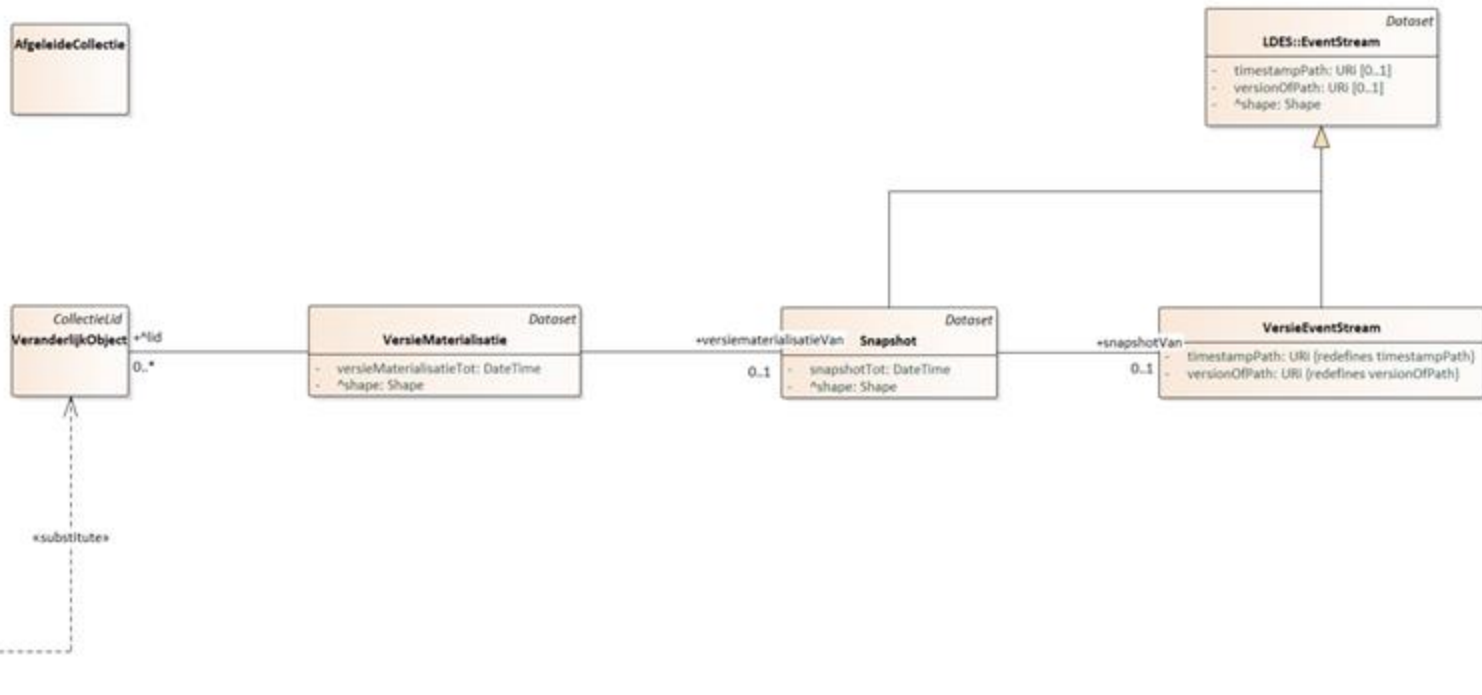 AfgeleideCollectie
Dataset
LDES::EventStream
- timestampPath: URI [0..1]
- versionOfPath: URI [0..1]
- ^shape: Shape
CollectieLid
VeranderlijkObject
+^lid
0..*
Dataset
VersieMaterialisatie
- versieMaterialisatieTot: DateTime
- ^shape: Shape
+versiematerialisatieVan
0..1
Dataset
Snapshot
- snapshotTot: DateTime
- ^shape: Shape
+snapshotVan
0..1
VersieEventStream
- timestampPath: URI {redefines timestampPath}
- versionOfPath: URI {redefines versionOfPath}
«substitute»